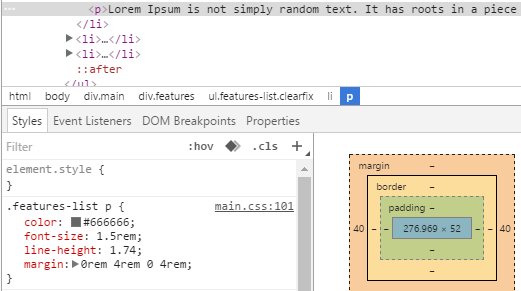 ··· <p>Lorem Ipsum is not simply random text. It has roots in a piece
</li>
▶<li>…</li>
▶<li>…</li>
::after
</ul>
html body div.main div.features ul.features-list.clearfix li p
Styles Event Listeners DOM Breakpoints Properties
Filter :hov .cls +
element.style {
}
.features-list p { main.css:101
color: #666666;
font-size: 1.5rem;
line-height: 1.74;
margin:▶0rem 4rem 0 4rem;
}
margin –
border –
padding –
40 – – 276.969 × 52 – – 40
–
–